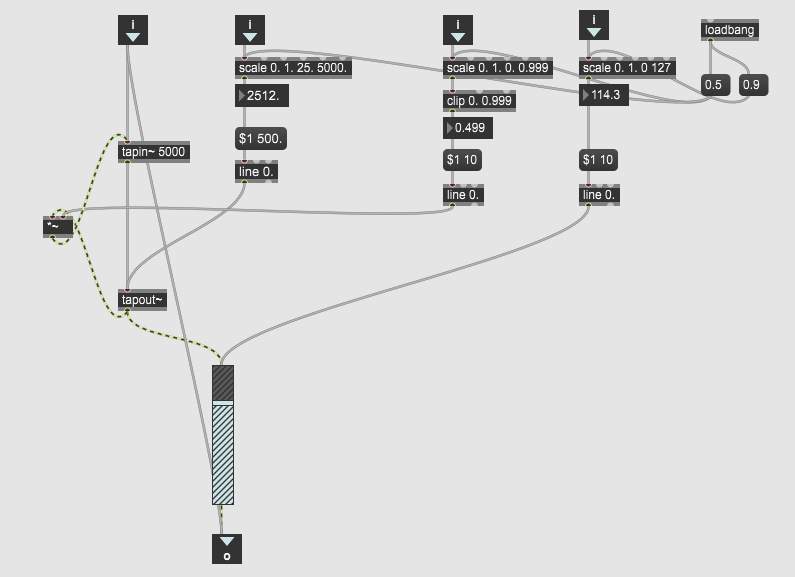 i
i
i
i
loadbang
scale 0. 1. 25. 5000.
scale 0. 1. 0. 0.999
scale 0. 1. 0 127
0.5
0.9
2512.
clip 0. 0.999
114.3
0.499
$1 500.
tapin~ 5000
$1 10
$1 10
line 0.
line 0.
line 0.
*~
tapout~
o